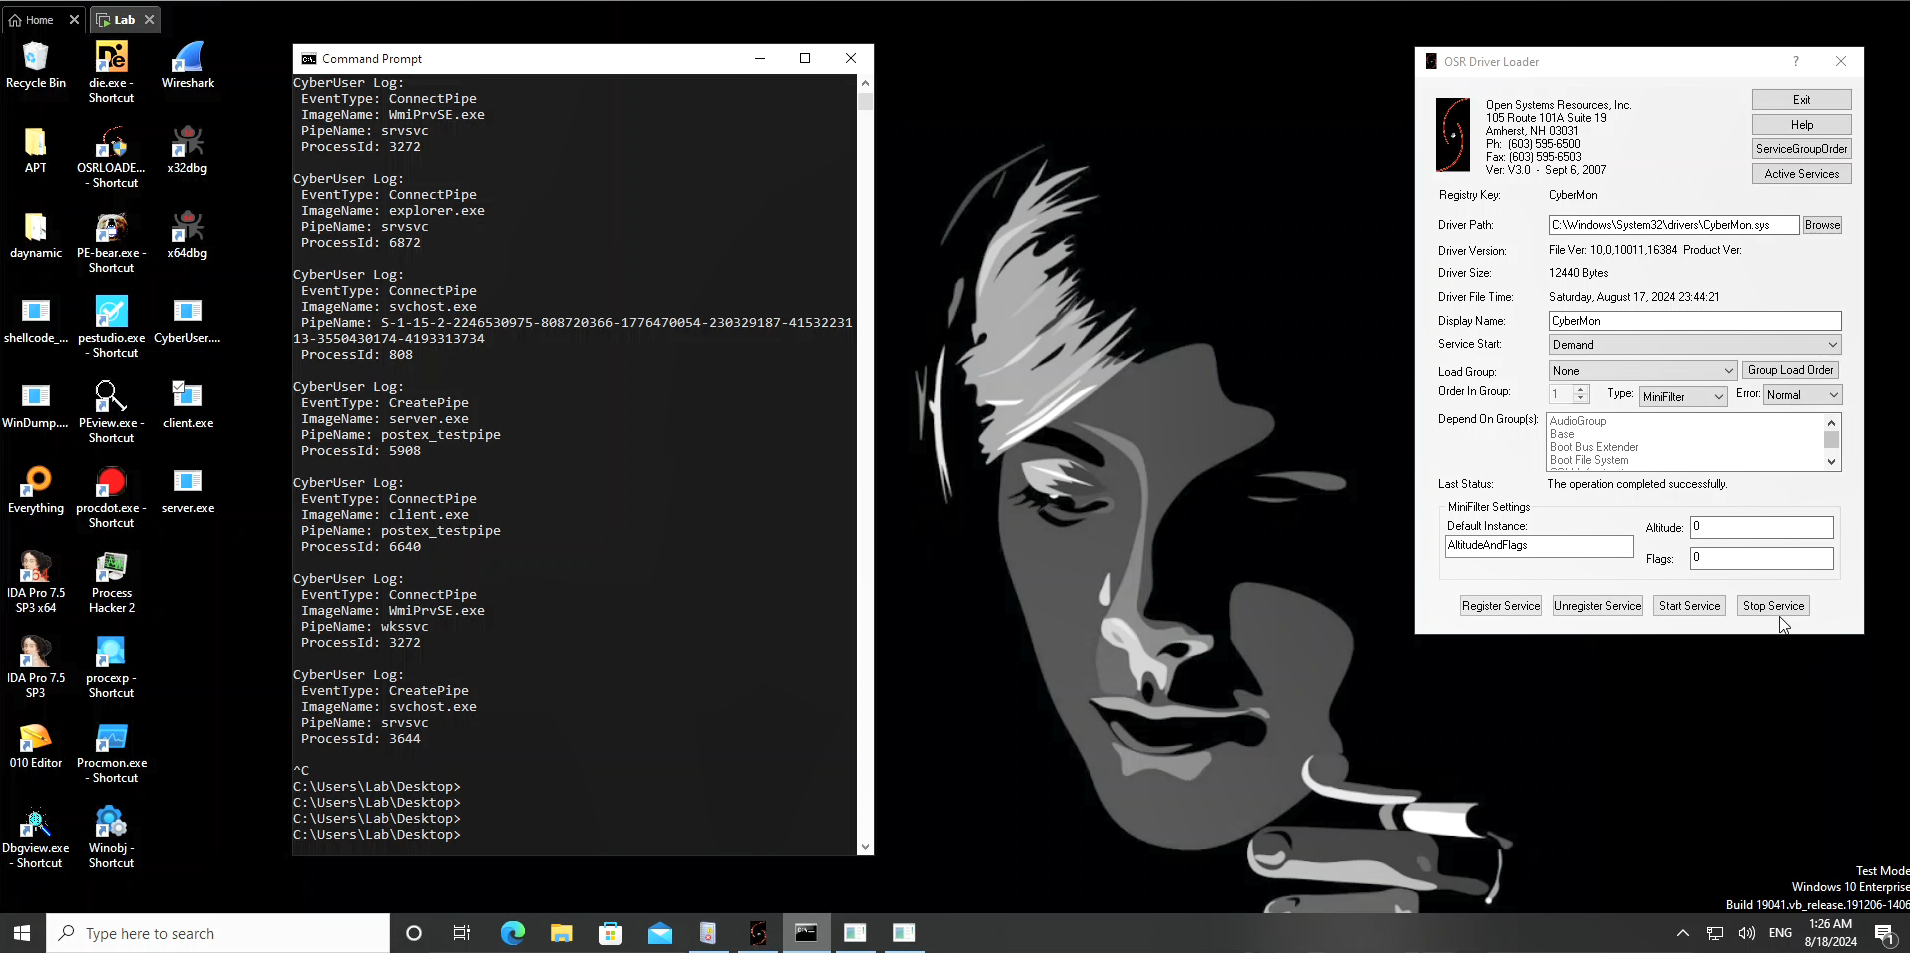 Home
Lab
Recycle Bin
die.exe -
Shortcut
Wireshark
APT
OSRLOADE...
- Shortcut
x32dbg
daynamic
PE-bear.exe -
Shortcut
x64dbg
shellcode_...
pestudio.exe
- Shortcut
CyberUser....
WinDump....
PEview.exe -
Shortcut
client.exe
Everything
procdot.exe -
Shortcut
server.exe
IDA Pro 7.5
SP3 x64
Process
Hacker 2
IDA Pro 7.5
SP3
procexp -
Shortcut
010 Editor
Procmon.exe
- Shortcut
Dbgview.exe
- Shortcut
Winobj -
Shortcut
Command Prompt
CyberUser Log:
EventType: ConnectPipe
ImageName: WmiPrvSE.exe
PipeName: srvsvc
ProcessId: 3272
CyberUser Log:
EventType: ConnectPipe
ImageName: explorer.exe
PipeName: srvsvc
ProcessId: 6872
CyberUser Log:
EventType: ConnectPipe
ImageName: svchost.exe
PipeName: S-1-15-2-2246530975-808720366-1776470054-230329187-41532231
13-3550430174-4193313734
ProcessId: 808
CyberUser Log:
EventType: CreatePipe
ImageName: server.exe
PipeName: postex_testpipe
ProcessId: 5908
CyberUser Log:
EventType: ConnectPipe
ImageName: client.exe
PipeName: postex_testpipe
ProcessId: 6640
CyberUser Log:
EventType: ConnectPipe
ImageName: WmiPrvSE.exe
PipeName: wkssvc
ProcessId: 3272
CyberUser Log:
EventType: CreatePipe
ImageName: svchost.exe
PipeName: srvsvc
ProcessId: 3644
^C
C:\Users\Lab\Desktop>
C:\Users\Lab\Desktop>
C:\Users\Lab\Desktop>
C:\Users\Lab\Desktop>
OSR Driver Loader
Open Systems Resources, Inc.
105 Route 101A Suite 19
Amherst, NH 03031
Ph: (603) 595-6500
Fax: (603) 595-6503
Ver: V3.0 - Sept 6, 2007
Exit
Help
ServiceGroupOrder
Active Services
Registry Key: CyberMon
Driver Path: C:\Windows\System32\drivers\CyberMon.sys Browse
Driver Version: File Ver: 10,0,10011,16384 Product Ver:
Driver Size: 12440 Bytes
Driver File Time: Saturday, August 17, 2024 23:44:21
Display Name: CyberMon
Service Start: Demand
Load Group: None Group Load Order
Order In Group: 1 Type: MiniFilter Error: Normal
Depend On Group(s): AudioGroup
Base
Boot Bus Extender
Boot File System
Last Status: The operation completed successfully.
MiniFilter Settings
Default Instance: Altitude: 0
AltitudeAndFlags
Flags: 0
Register Service Unregister Service Start Service Stop Service
Test Mode
Windows 10 Enterprise
Build 19041.vb_release.191206-1406
Type here to search
ENG
1:26 AM
8/18/2024
1